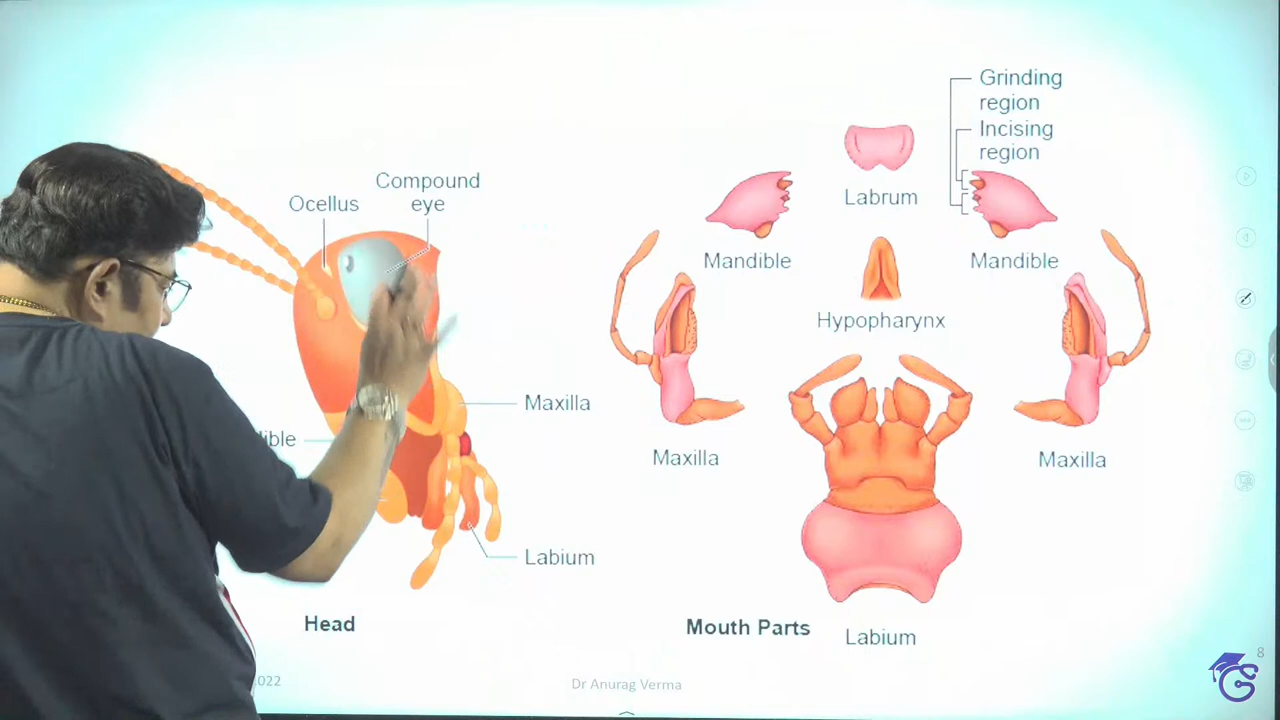 Grinding
region
Incising
region
Compound
eye
Ocellus
Labrum
Mandible
Mandible
Hypopharynx
Maxilla
Maxilla
Maxilla
Labium
Head
Mouth Parts
Labium
Dr Anurag Verma
8